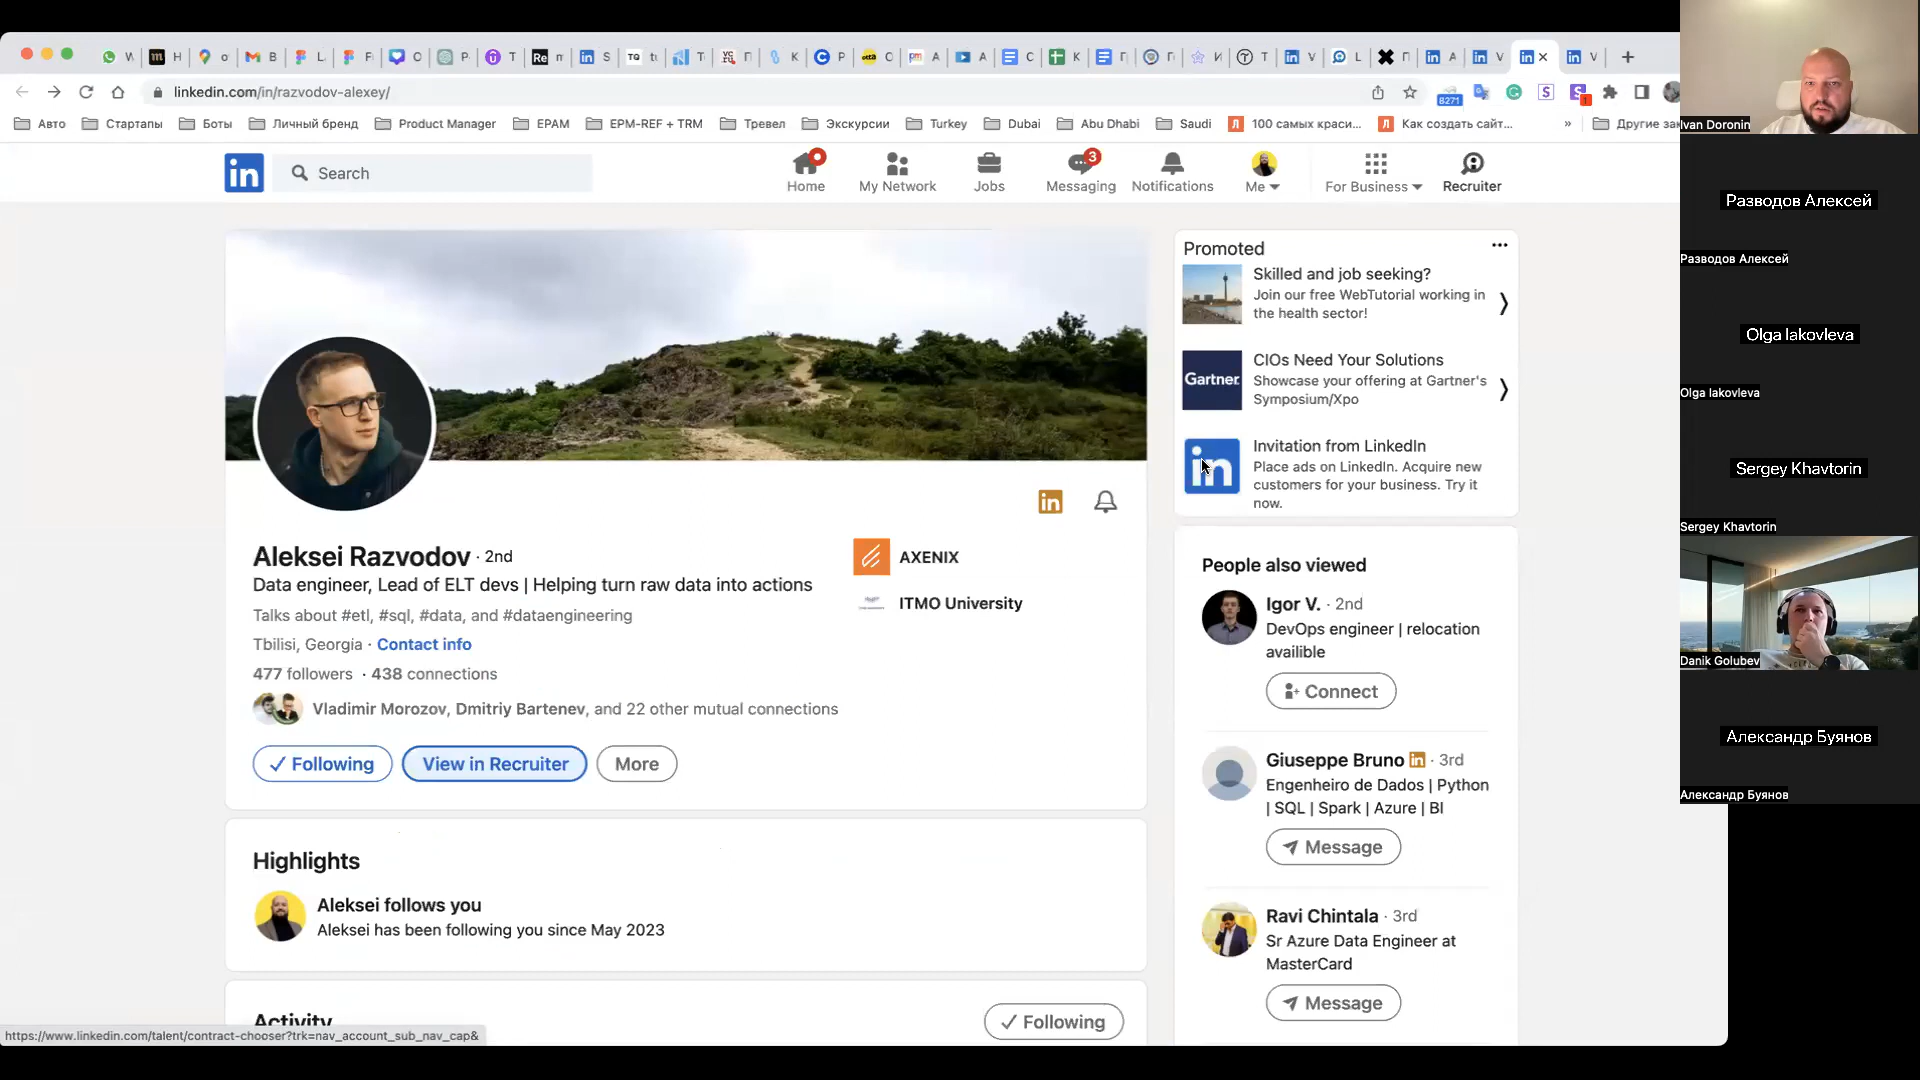 linkedin.com/in/razvodov-alexey/
8271
1
Авто
Стартапы
Боты
Личный бренд
Product Manager
EPAM
EPM-REF + TRM
Тревел
Экскурсии
Turkey
Dubai
Abu Dhabi
Saudi
100 самых краси...
Как создать сайт...
»
Другие зак
in
Search
Home
My Network
Jobs
3
Messaging
Notifications
Me
For Business
Recruiter
Aleksei Razvodov · 2nd
Data engineer, Lead of ELT devs | Helping turn raw data into actions
Talks about #etl, #sql, #data, and #dataengineering
Tbilisi, Georgia · Contact info
477 followers · 438 connections
Vladimir Morozov, Dmitriy Bartenev, and 22 other mutual connections
Following
View in Recruiter
More
AXENIX
ITMO University
Highlights
Aleksei follows you
Aleksei has been following you since May 2023
Activity
Following
https://www.linkedin.com/talent/contract-chooser?trk=nav_account_sub_nav_cap&
Promoted
Skilled and job seeking?
Join our free WebTutorial working in
the health sector!
Gartner
CIOs Need Your Solutions
Showcase your offering at Gartner's
Symposium/Xpo
in
Invitation from LinkedIn
Place ads on LinkedIn. Acquire new
customers for your business. Try it
now.
People also viewed
Igor V. · 2nd
DevOps engineer | relocation
availible
Connect
Giuseppe Bruno in · 3rd
Engenheiro de Dados | Python
| SQL | Spark | Azure | BI
Message
Ravi Chintala · 3rd
Sr Azure Data Engineer at
MasterCard
Message
Ivan Doronin
Разводов Алексей
Разводов Алексей
Olga Iakovleva
Olga Iakovleva
Sergey Khavtorin
Sergey Khavtorin
Danik Golubev
Александр Буянов
Александр Буянов